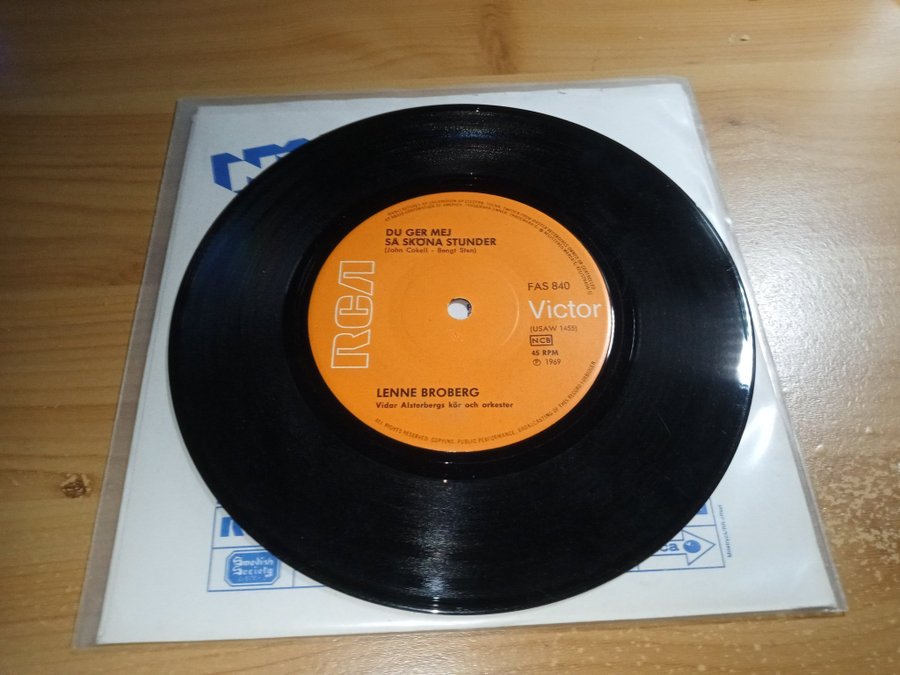 DU GER MEJ
SÅ SKÖNA STUNDER
(John Cokell - Bengt Sten)
RCA
FAS 840
Victor
(USAW 1455)
NCB
45 RPM
℗ 1969
LENNE BROBERG
Vidar Alsterbergs kör och orkester
ALL RIGHTS RESERVED. COPYING, PUBLIC PERFORMANCE, BROADCASTING OF THIS RECORD FORBIDDEN
Swedish
Society